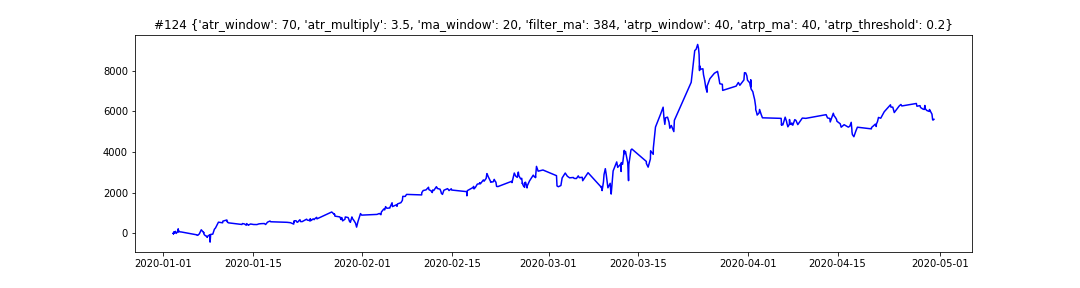 #124 {'atr_window': 70, 'atr_multiply': 3.5, 'ma_window': 20, 'filter_ma': 384, 'atrp_window': 40, 'atrp_ma': 40, 'atrp_threshold': 0.2}
8000
6000
4000
2000
0
2020-01-01 2020-01-15 2020-02-01 2020-02-15 2020-03-01 2020-03-15 2020-04-01 2020-04-15 2020-05-01